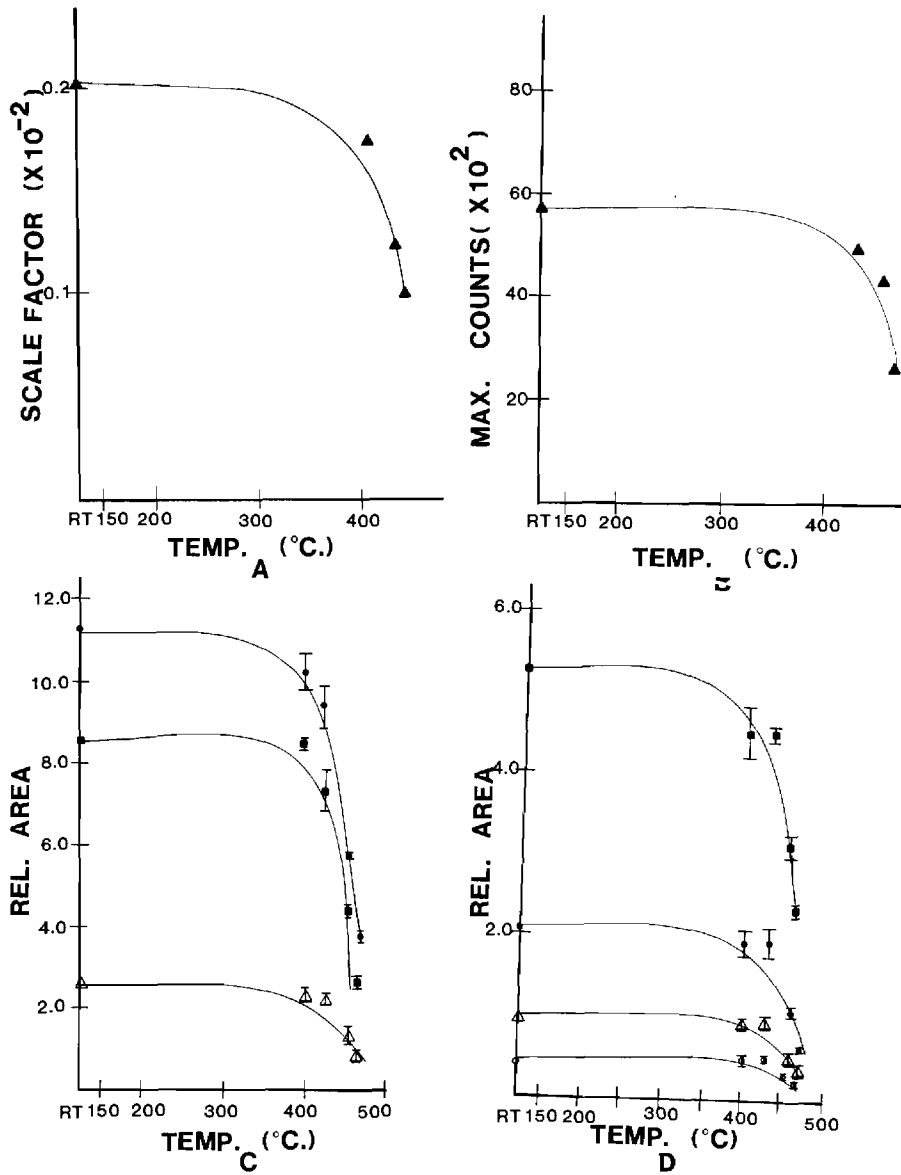 SCALE FACTOR (X10-2)
0.2
0.1
RT 150 200 300 400
TEMP. (°C.)
A
MAX. COUNTS( X102)
80
60
40
20
RT 150 200 300 400
TEMP. (°C.)
REL. AREA
12.0
10.0
8.0
6.0
4.0
2.0
RT 150 200 300 400 500
TEMP. (°C.)
C
REL. AREA
6.0
4.0
2.0
RT 150 200 300 400 500
TEMP. (°C)
D